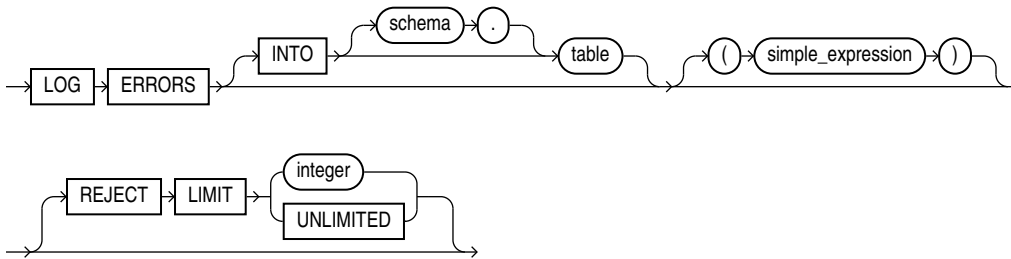 schema .
INTO table ( simple_expression )
LOG ERRORS
integer
REJECT LIMIT
UNLIMITED